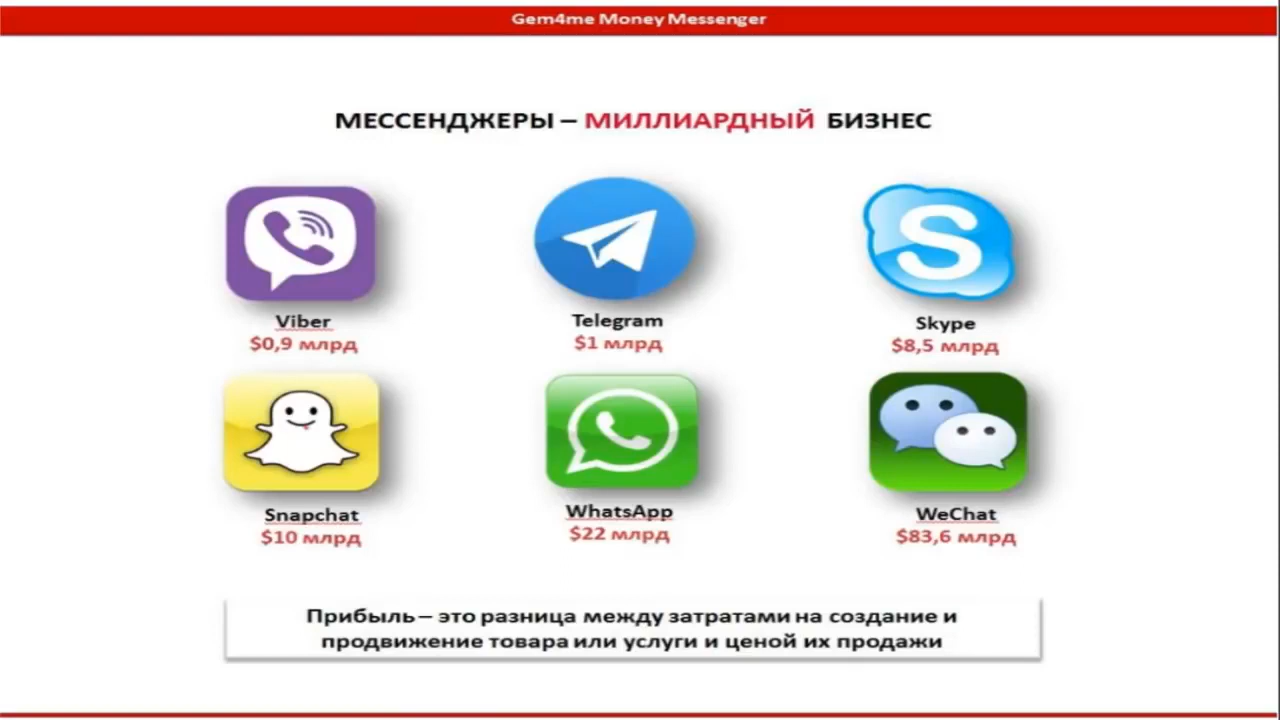 Gem4me Money Messenger
МЕССЕНДЖЕРЫ – МИЛЛИАРДНЫЙ БИЗНЕС
Viber
$0,9 млрд
Telegram
$1 млрд
Skype
$8,5 млрд
Snapchat
$10 млрд
WhatsApp
$22 млрд
WeChat
$83,6 млрд
Прибыль – это разница между затратами на создание и
продвижение товара или услуги и ценой их продажи